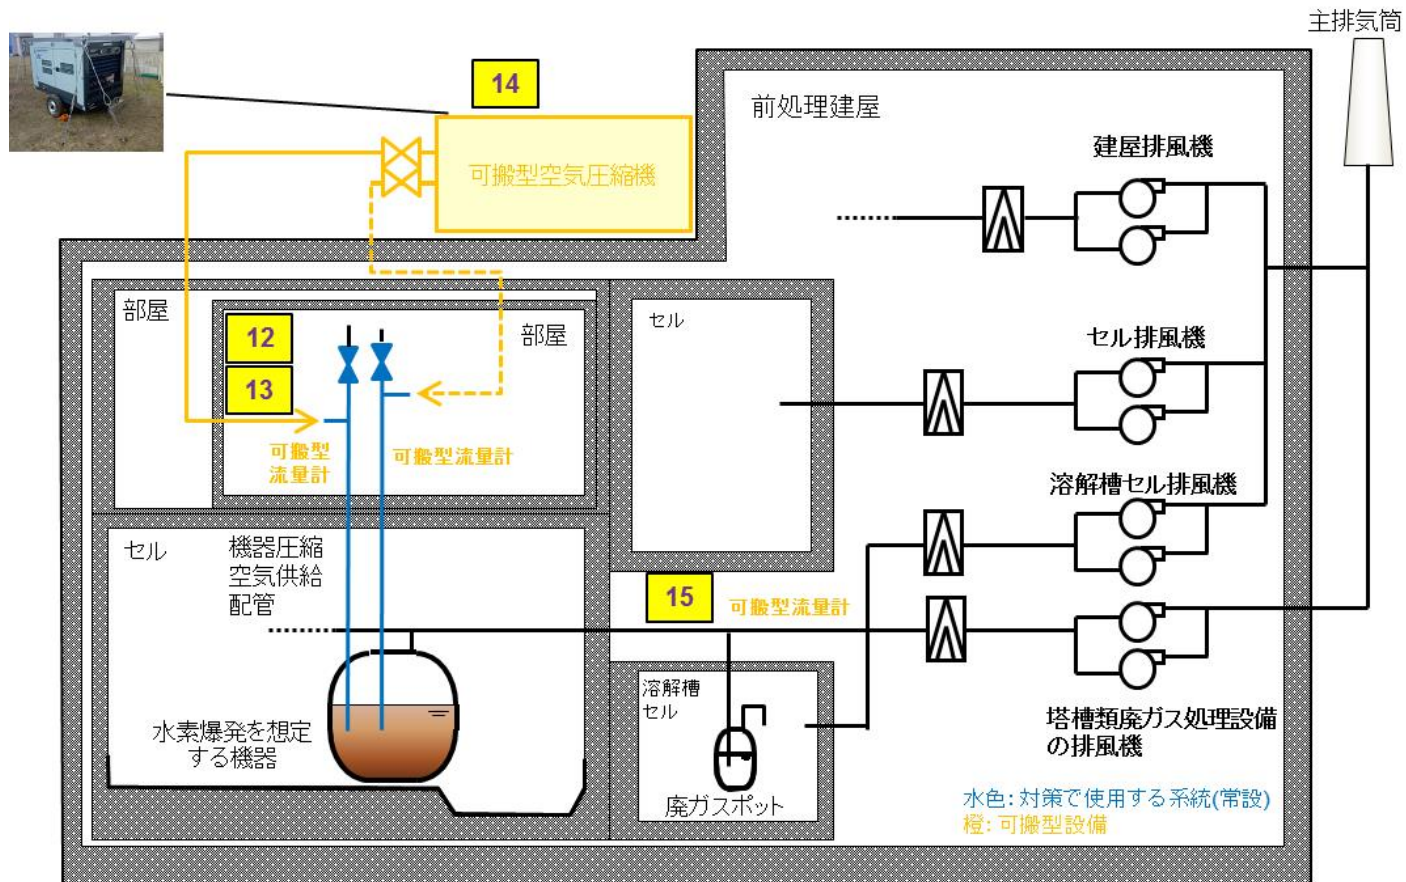 主排気筒
14
前処理建屋
建屋排風機
可搬型空気圧縮機
部屋
12
部屋
セル
セル排風機
13
可搬型
流量計
可搬型流量計
溶解槽セル排風機
セル
機器圧縮
空気供給
配管
15
可搬型流量計
溶解槽
セル
水素爆発を想定
する機器
塔槽類廃ガス処理設備
の排風機
廃ガスポット
水色:対策で使用する系統(常設)
橙:可搬型設備